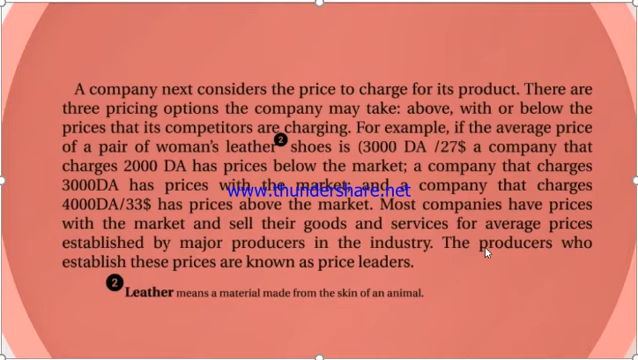 A company next considers the price to charge for its product. There are
three pricing options the company may take: above, with or below the
prices that its competitors are charging. For example, if the average price
of a pair of woman's leather❷ shoes is (3000 DA /27$ a company that
charges 2000 DA has prices below the market; a company that charges
3000DA has prices with the market; and a company that charges
www.thundershare.net
4000DA/33$ has prices above the market. Most companies have prices
with the market and sell their goods and services for average prices
established by major producers in the industry. The producers who
establish these prices are known as price leaders.
❷ Leather means a material made from the skin of an animal.